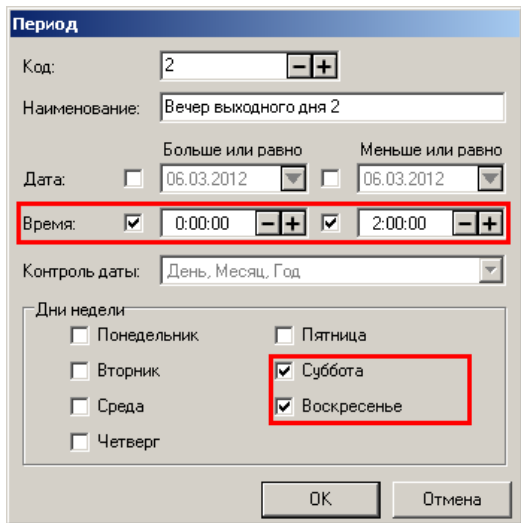 Период
Код: 2
Наименование: Вечер выходного дня 2
Больше или равно Меньше или равно
Дата: 06.03.2012 06.03.2012
Время: 0:00:00 2:00:00
Контроль даты: День, Месяц, Год
Дни недели
Понедельник Пятница
Вторник Суббота
Среда Воскресенье
Четверг
OK Отмена